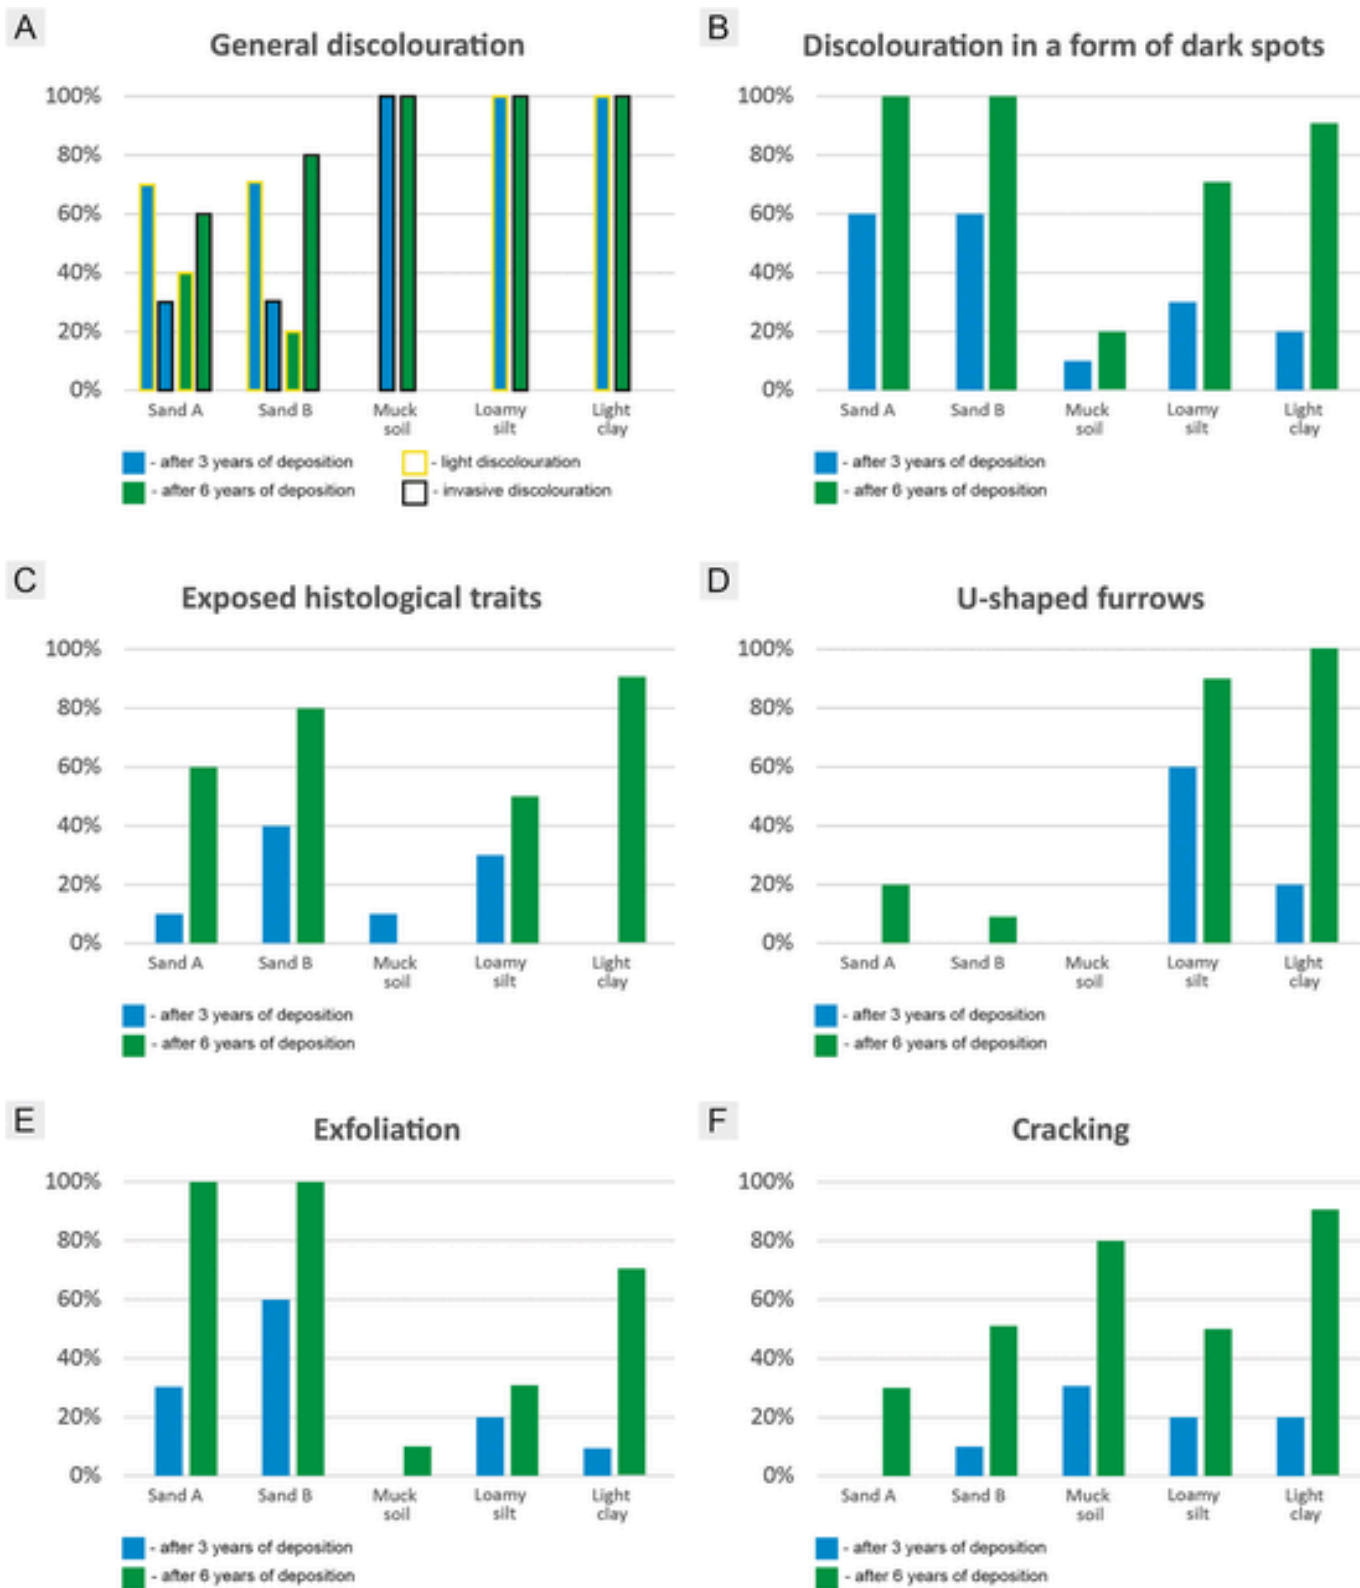 A
General discolouration
100%
80%
60%
40%
20%
0%
Sand A Sand B Muck soil Loamy silt Light clay
- after 3 years of deposition - light discolouration
- after 6 years of deposition - invasive discolouration
B
Discolouration in a form of dark spots
100%
80%
60%
40%
20%
0%
Sand A Sand B Muck soil Loamy silt Light clay
- after 3 years of deposition
- after 6 years of deposition
C
Exposed histological traits
100%
80%
60%
40%
20%
0%
Sand A Sand B Muck soil Loamy silt Light clay
- after 3 years of deposition
- after 6 years of deposition
D
U-shaped furrows
100%
80%
60%
40%
20%
0%
Sand A Sand B Muck soil Loamy silt Light clay
- after 3 years of deposition
- after 6 years of deposition
E
Exfoliation
100%
80%
60%
40%
20%
0%
Sand A Sand B Muck soil Loamy silt Light clay
- after 3 years of deposition
- after 6 years of deposition
F
Cracking
100%
80%
60%
40%
20%
0%
Sand A Sand B Muck soil Loamy silt Light clay
- after 3 years of deposition
- after 6 years of deposition